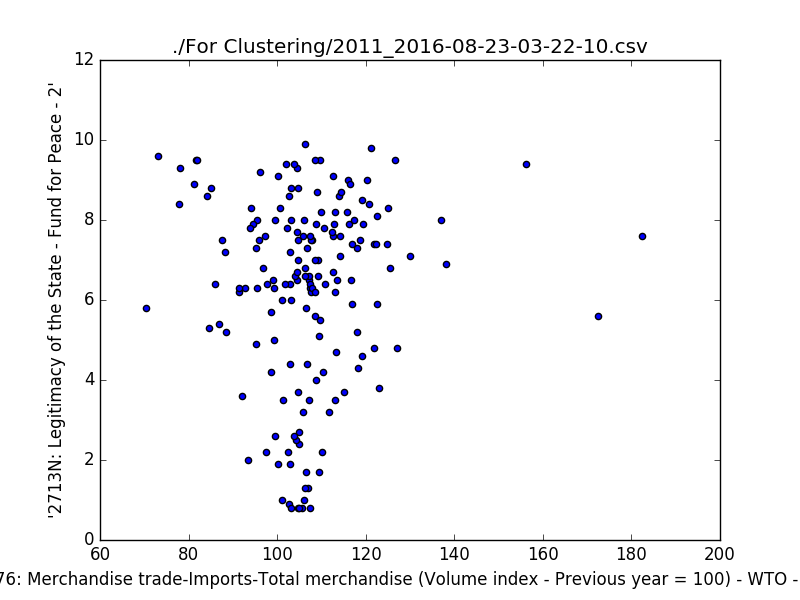 ./For Clustering/2011_2016-08-23-03-22-10.csv
'2713N: Legitimacy of the State - Fund for Peace - 2'
12
10
8
6
4
2
0
60 80 100 120 140 160 180 200
76: Merchandise trade-Imports-Total merchandise (Volume index - Previous year = 100) - WTO -